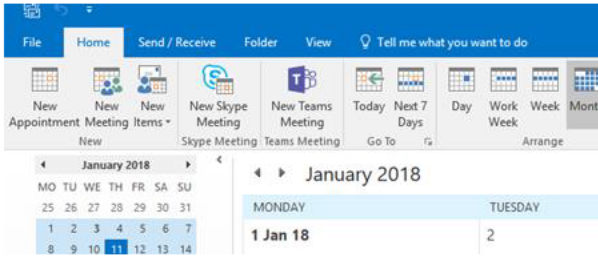 File Home Send / Receive Folder View Tell me what you want to do
New Appointment
New Meeting
New Items
New Skype Meeting
New Teams Meeting
Today
Next 7 Days
Day
Work Week
Week
Mont
New
Skype Meeting
Teams Meeting
Go To
Arrange
January 2018
MO TU WE TH FR SA SU
25 26 27 28 29 30 31
1 2 3 4 5 6 7
8 9 10 11 12 13 14
January 2018
MONDAY TUESDAY
1 Jan 18 2